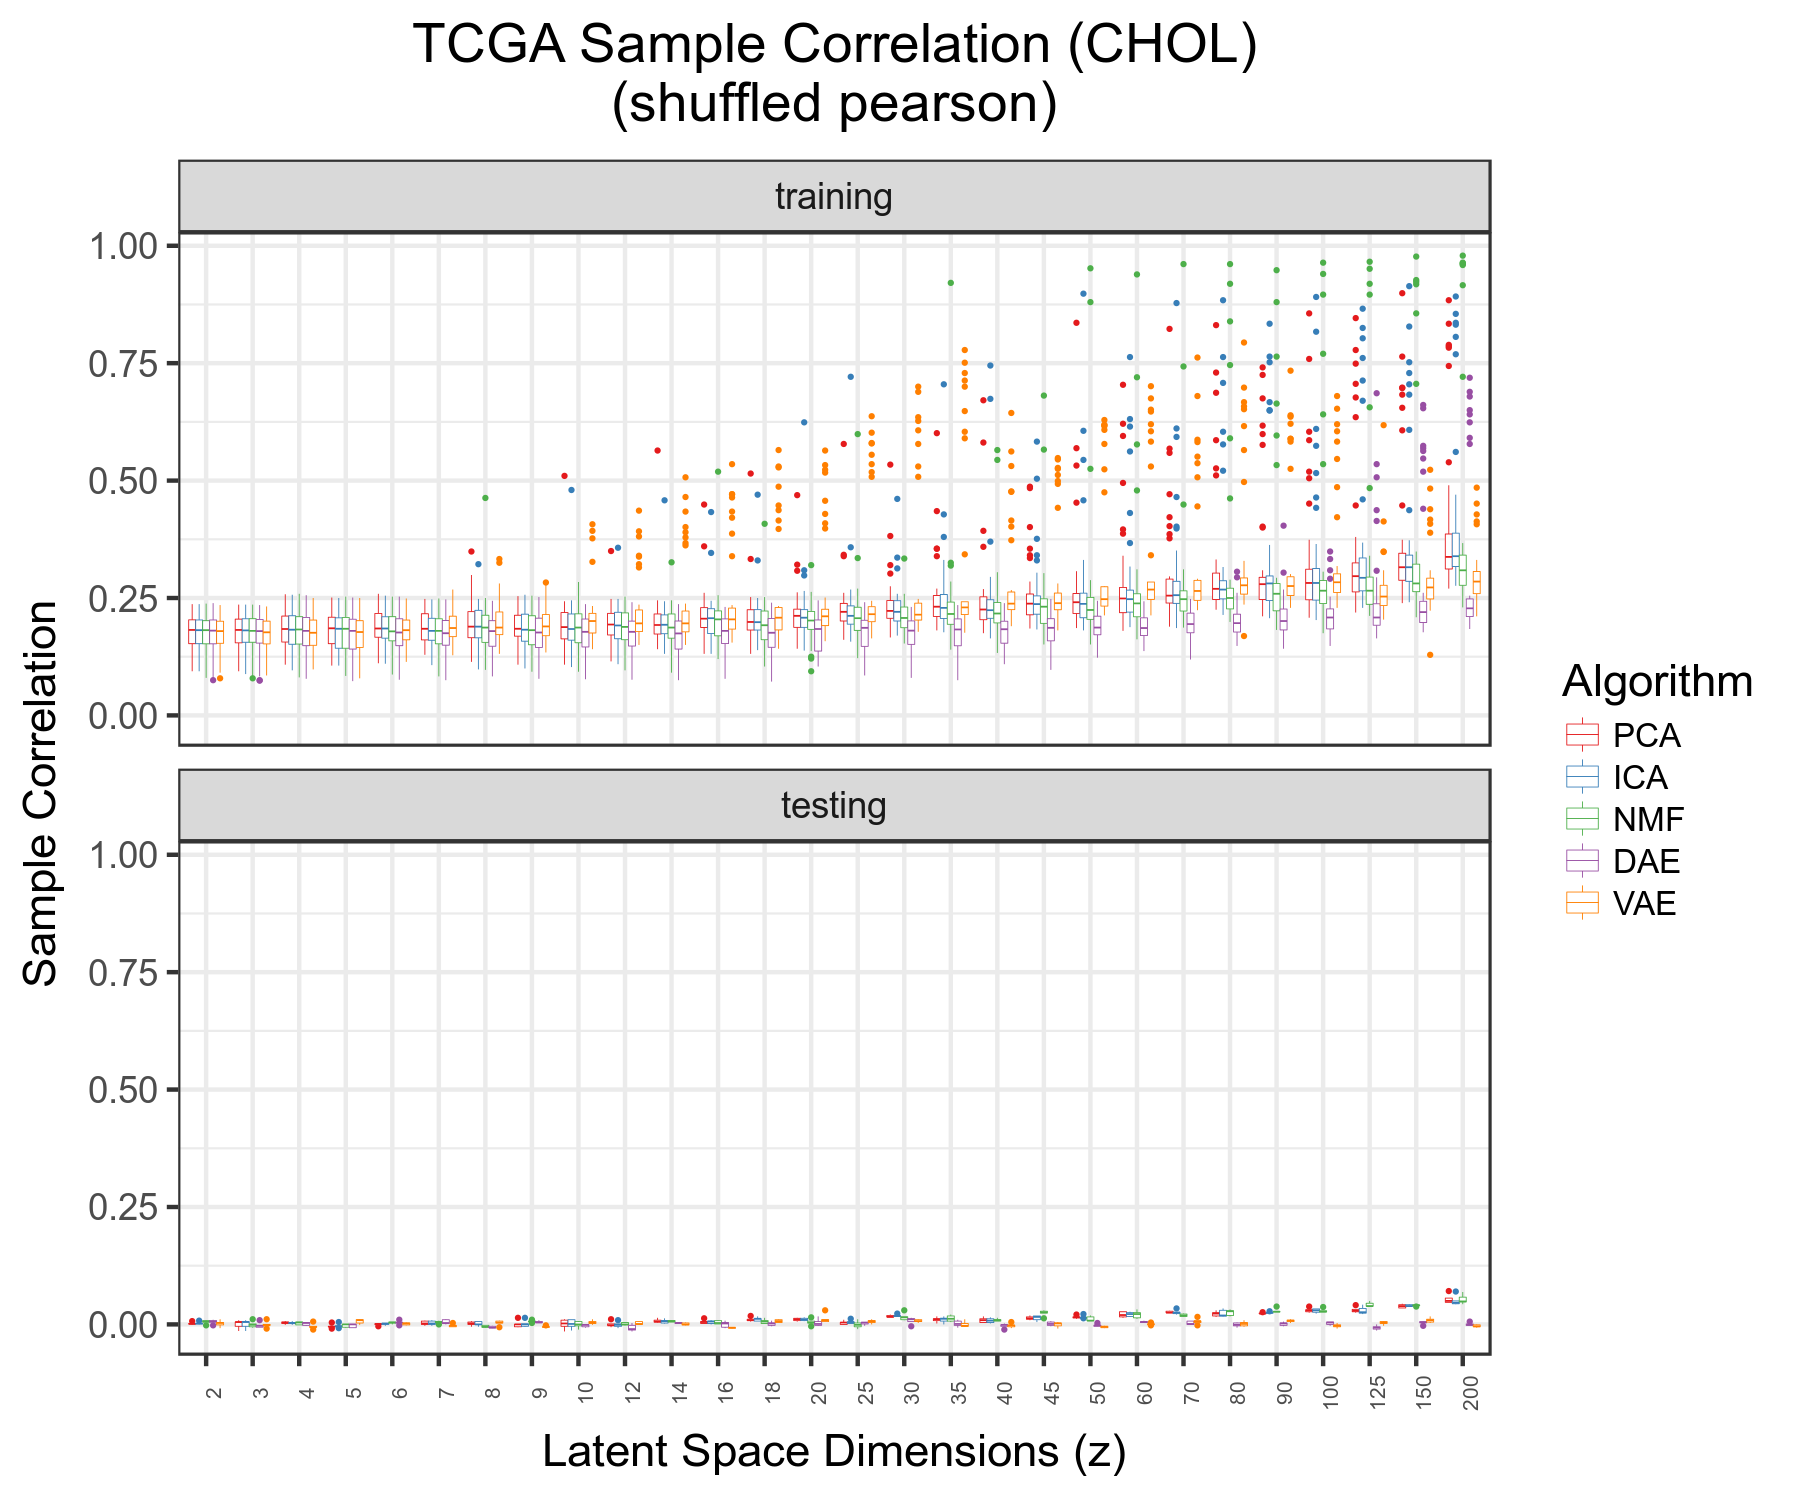 TCGA Sample Correlation (CHOL)
(shuffled pearson)
training
1.00
0.75
0.50
0.25
0.00
testing
1.00
0.75
0.50
0.25
0.00
Sample Correlation
2 3 4 5 6 7 8 9 10 12 14 16 18 20 25 30 35 40 45 50 60 70 80 90 100 125 150 200
Latent Space Dimensions (z)
Algorithm
PCA
ICA
NMF
DAE
VAE